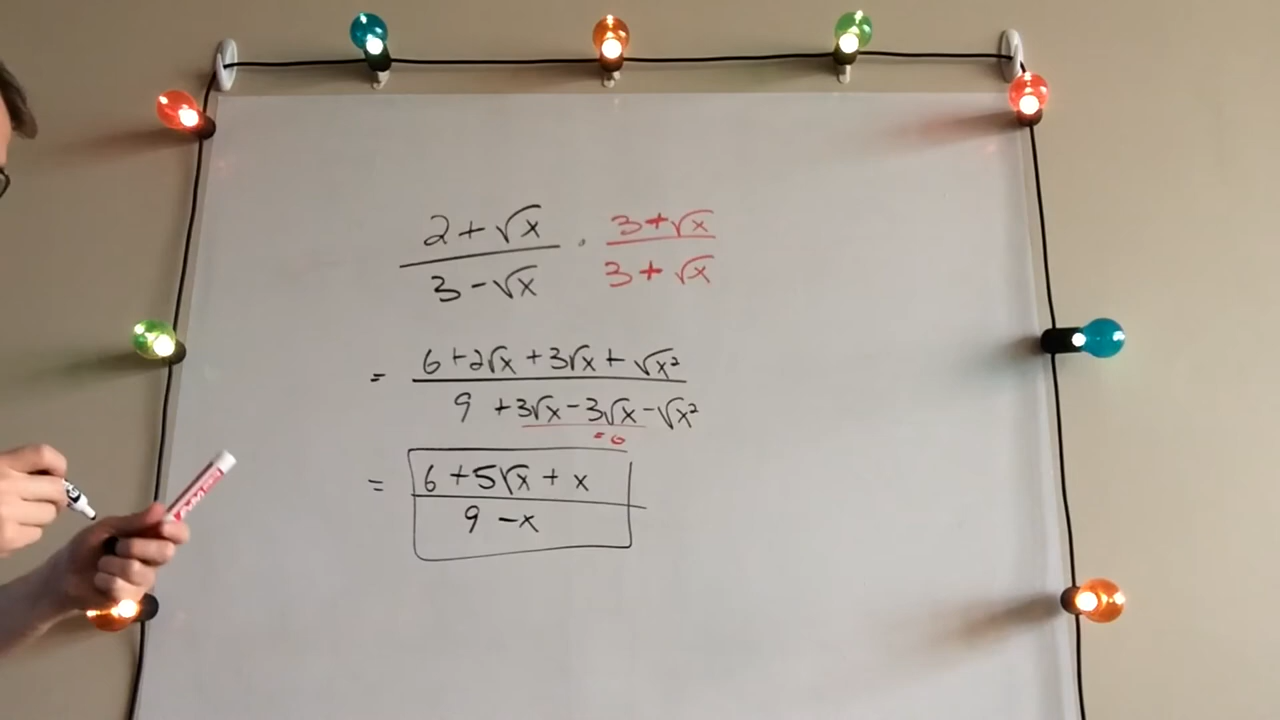 2 + √x / 3 - √x · 3 + √x / 3 + √x
= 6 + 2√x + 3√x + √x² / 9 + 3√x - 3√x - √x²
= 0
= 6 + 5√x + x / 9 - x